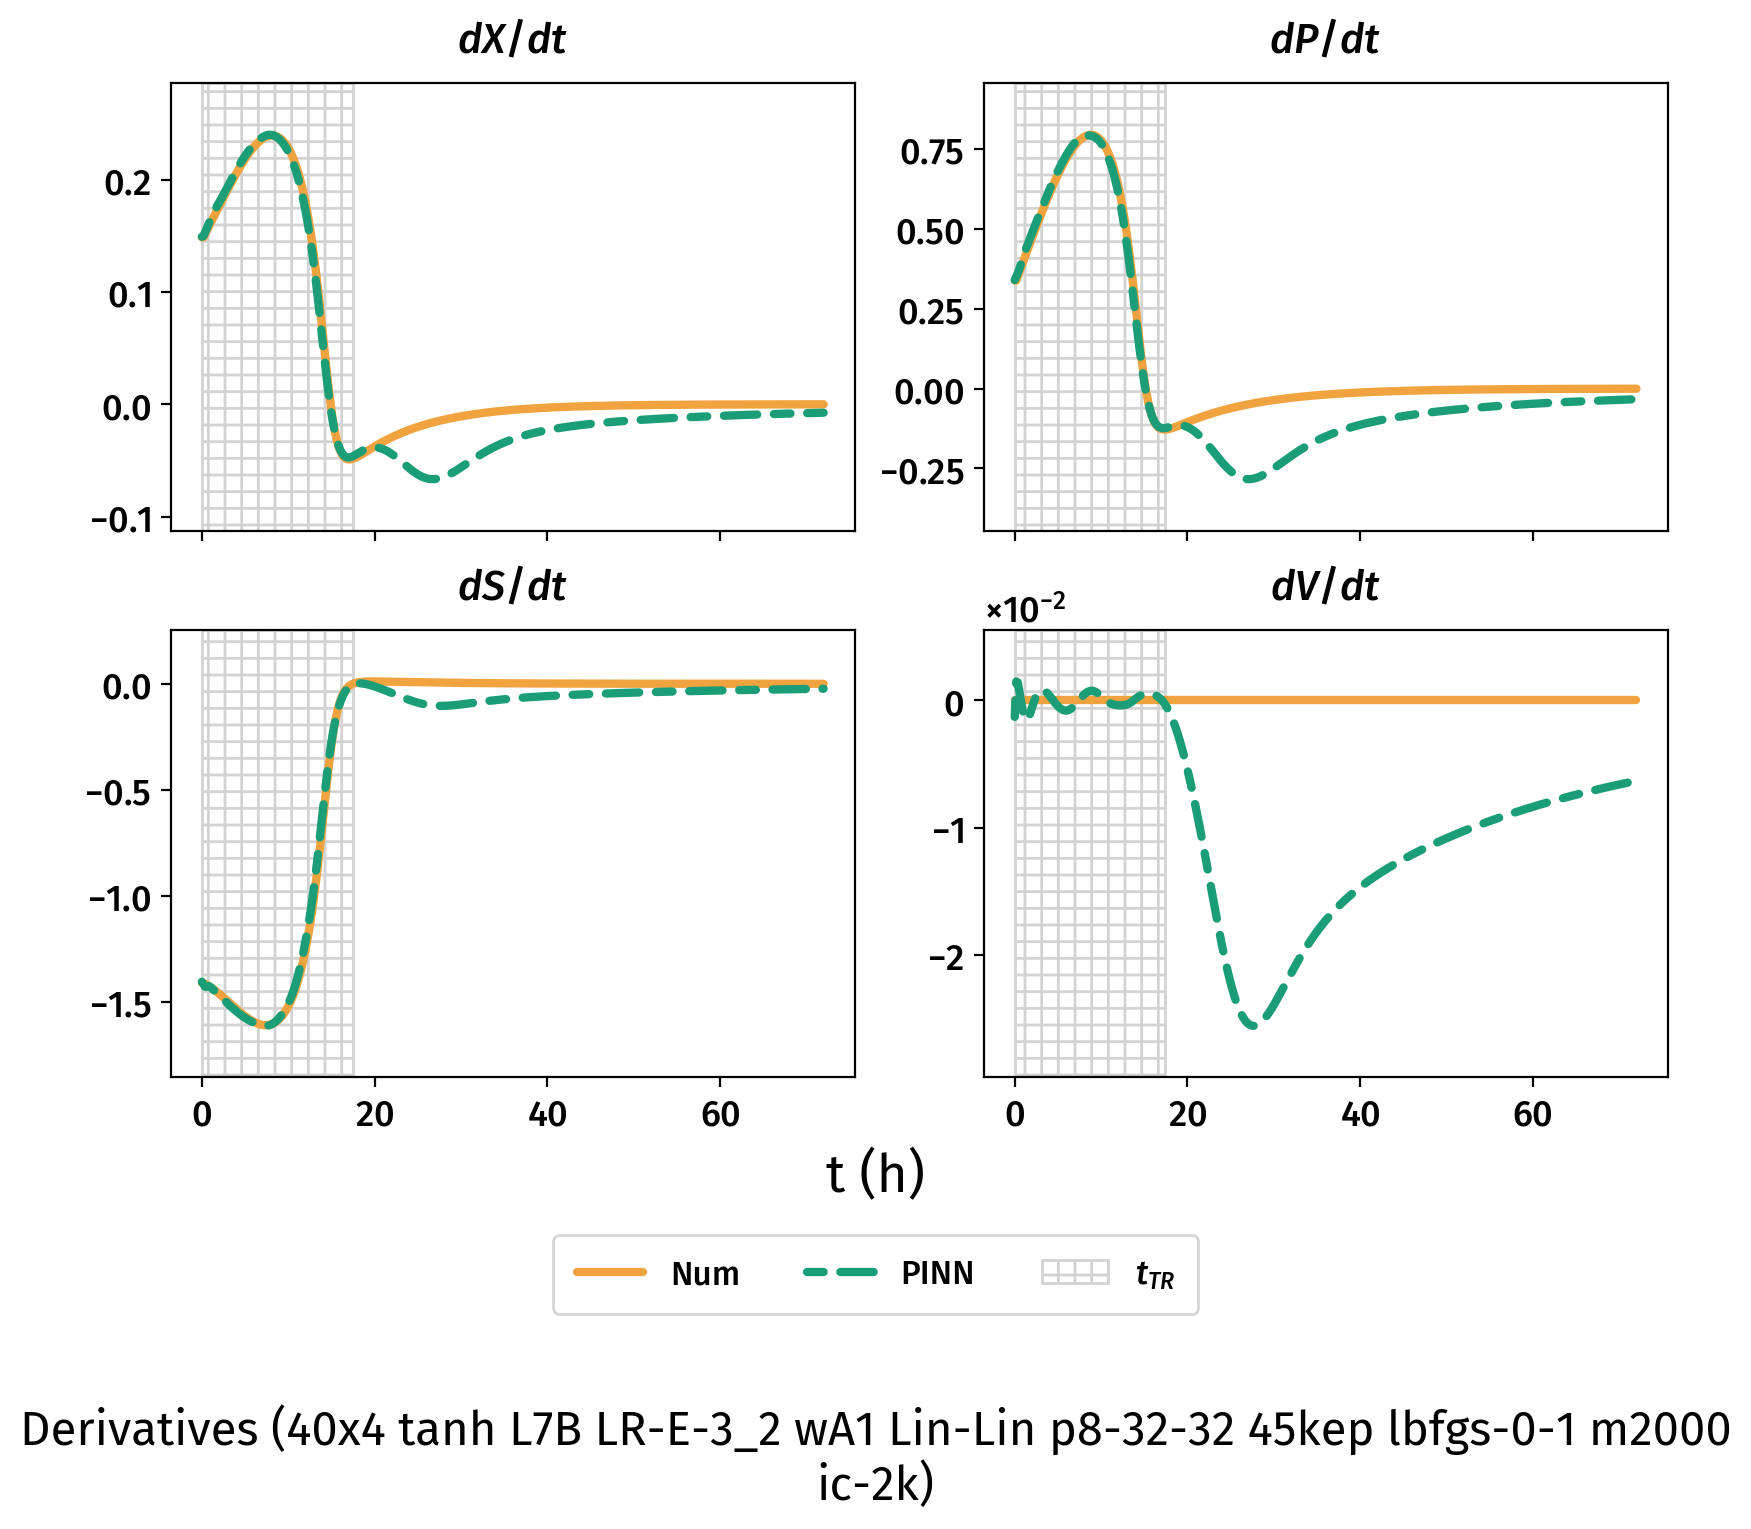 dX/dt
dP/dt
0.2
0.1
0.0
−0.1
0.75
0.50
0.25
0.00
−0.25
dS/dt
dV/dt
×10⁻²
0.0
−0.5
−1.0
−1.5
0
−1
−2
0 20 40 60
0 20 40 60
t (h)
Num PINN t_TR
Derivatives (40x4 tanh L7B LR-E-3_2 wA1 Lin-Lin p8-32-32 45kep lbfgs-0-1 m2000
ic-2k)